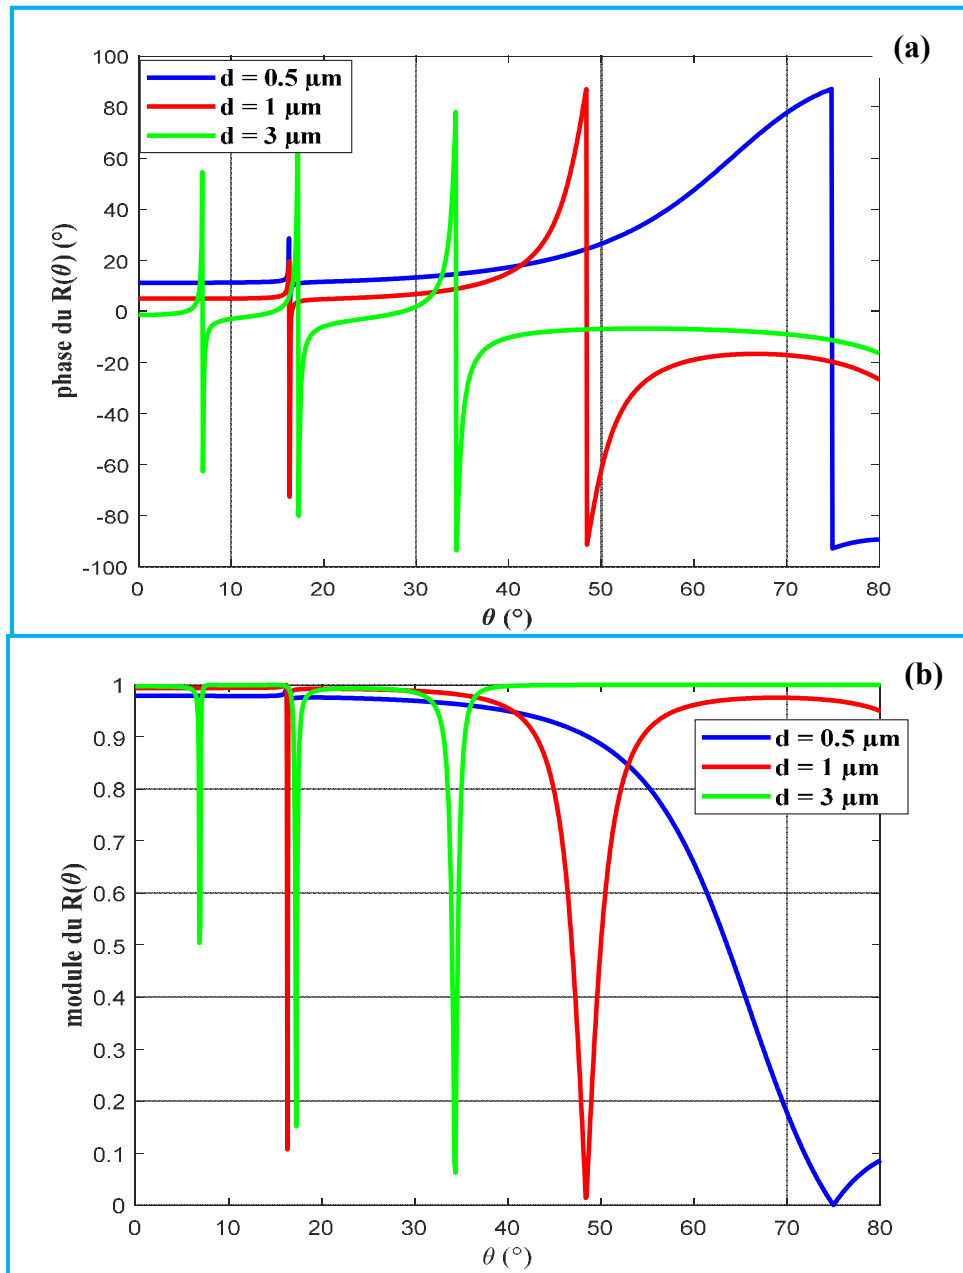 (a)
phase du R(θ) (°)
100
80
60
40
20
0
-20
-40
-60
-80
-100
d = 0.5 µm
d = 1 µm
d = 3 µm
0 10 20 30 40 50 60 70 80
θ (°)
(b)
module du R(θ)
1
0.9
0.8
0.7
0.6
0.5
0.4
0.3
0.2
0.1
0
d = 0.5 µm
d = 1 µm
d = 3 µm
0 10 20 30 40 50 60 70 80
θ (°)